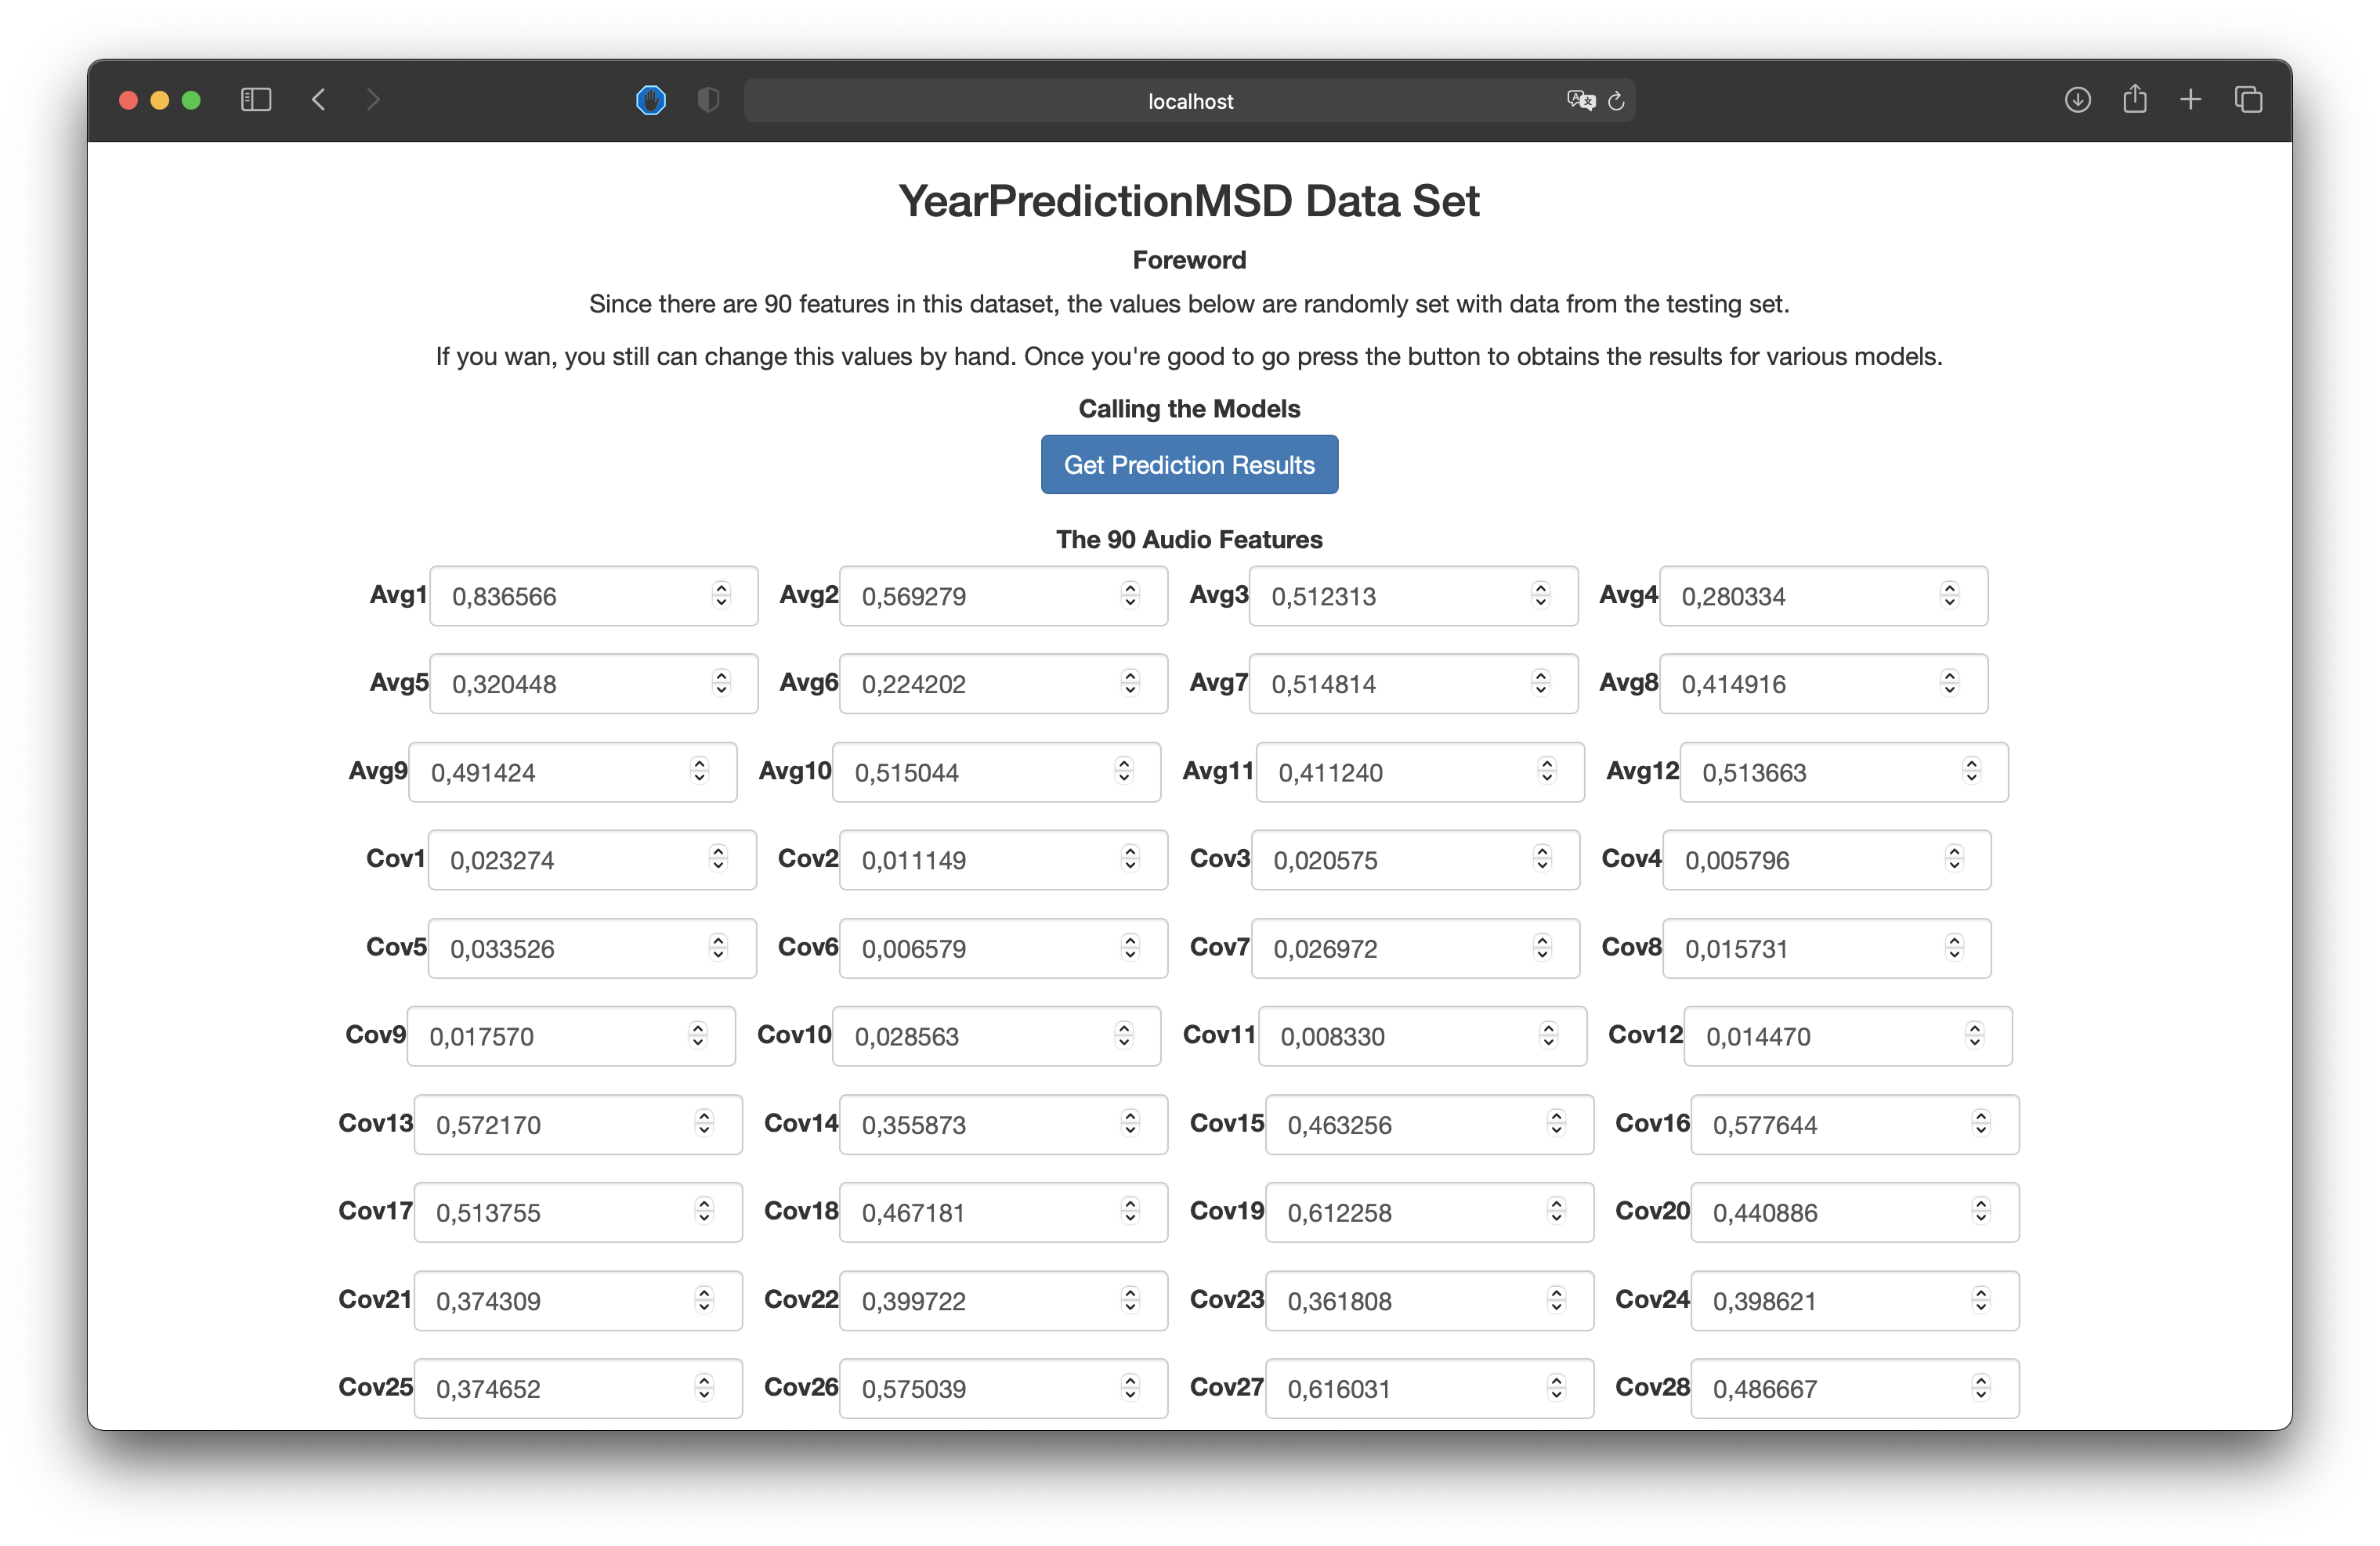 localhost
YearPredictionMSD Data Set
Foreword
Since there are 90 features in this dataset, the values below are randomly set with data from the testing set.
If you wan, you still can change this values by hand. Once you're good to go press the button to obtains the results for various models.
Calling the Models
Get Prediction Results
The 90 Audio Features
Avg1 0,836566 Avg2 0,569279 Avg3 0,512313 Avg4 0,280334
Avg5 0,320448 Avg6 0,224202 Avg7 0,514814 Avg8 0,414916
Avg9 0,491424 Avg10 0,515044 Avg11 0,411240 Avg12 0,513663
Cov1 0,023274 Cov2 0,011149 Cov3 0,020575 Cov4 0,005796
Cov5 0,033526 Cov6 0,006579 Cov7 0,026972 Cov8 0,015731
Cov9 0,017570 Cov10 0,028563 Cov11 0,008330 Cov12 0,014470
Cov13 0,572170 Cov14 0,355873 Cov15 0,463256 Cov16 0,577644
Cov17 0,513755 Cov18 0,467181 Cov19 0,612258 Cov20 0,440886
Cov21 0,374309 Cov22 0,399722 Cov23 0,361808 Cov24 0,398621
Cov25 0,374652 Cov26 0,575039 Cov27 0,616031 Cov28 0,486667